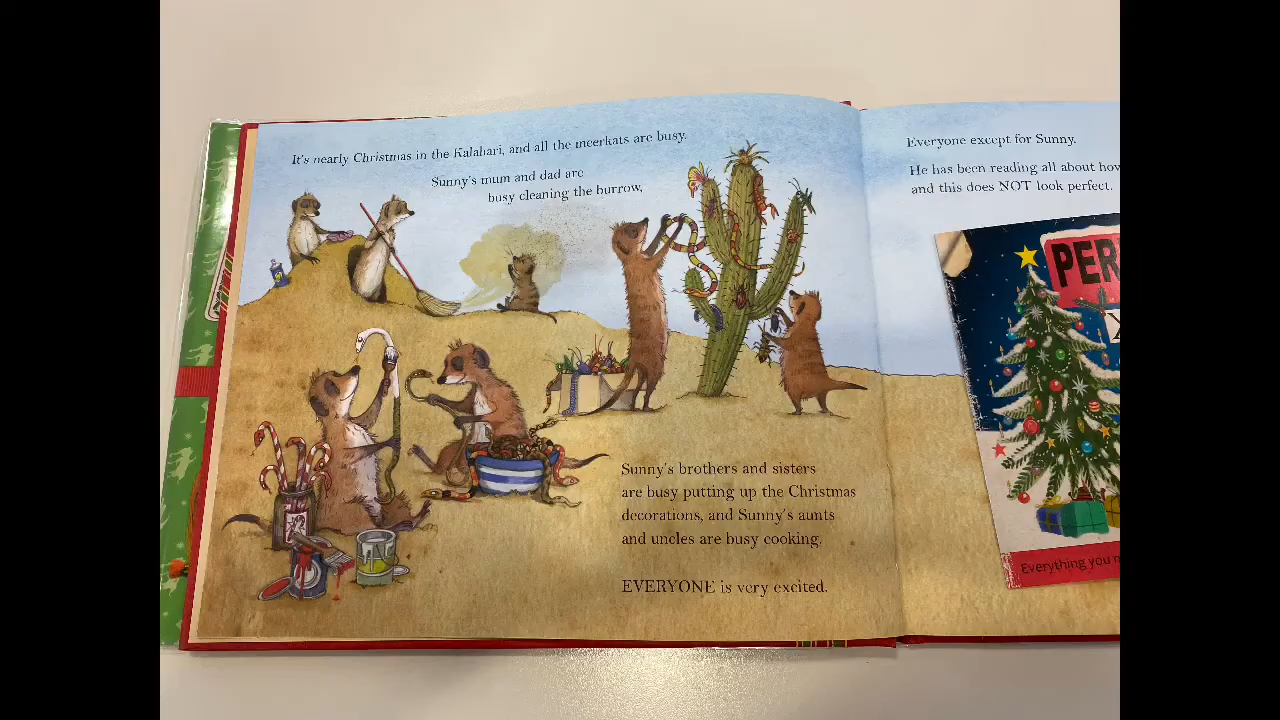 It's nearly Christmas in the Kalahari, and all the meerkats are busy.
Sunny's mum and dad are
busy cleaning the burrow,
Sunny's brothers and sisters
are busy putting up the Christmas
decorations, and Sunny's aunts
and uncles are busy cooking.
EVERYONE is very excited.
Everyone except for Sunny.
He has been reading all about how
and this does NOT look perfect.
PER
X
Everything you